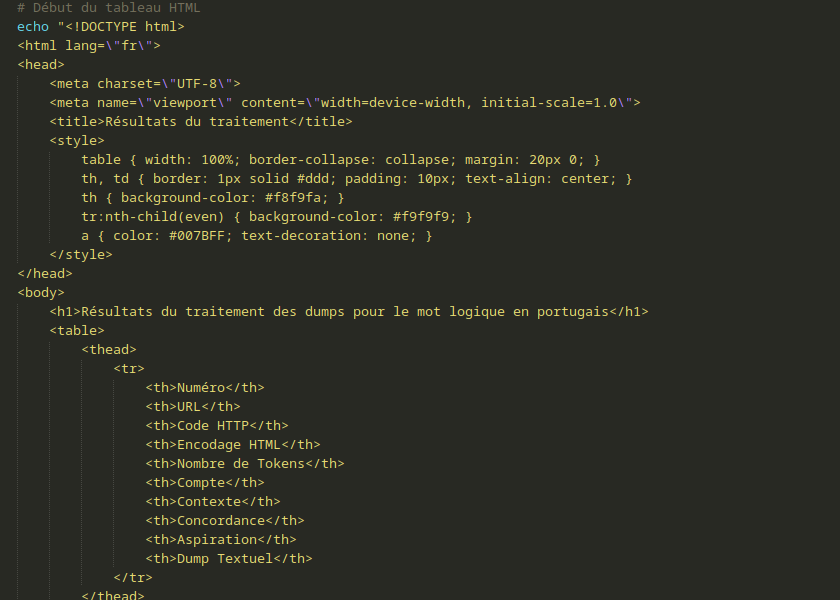 # Début du tableau HTML
echo "<!DOCTYPE html>
<html lang=\"fr\">
<head>
    <meta charset=\"UTF-8\">
    <meta name=\"viewport\" content=\"width=device-width, initial-scale=1.0\">
    <title>Résultats du traitement</title>
    <style>
        table { width: 100%; border-collapse: collapse; margin: 20px 0; }
        th, td { border: 1px solid #ddd; padding: 10px; text-align: center; }
        th { background-color: #f8f9fa; }
        tr:nth-child(even) { background-color: #f9f9f9; }
        a { color: #007BFF; text-decoration: none; }
    </style>
</head>
<body>
    <h1>Résultats du traitement des dumps pour le mot logique en portugais</h1>
    <table>
        <thead>
            <tr>
                <th>Numéro</th>
                <th>URL</th>
                <th>Code HTTP</th>
                <th>Encodage HTML</th>
                <th>Nombre de Tokens</th>
                <th>Compte</th>
                <th>Contexte</th>
                <th>Concordance</th>
                <th>Aspiration</th>
                <th>Dump Textuel</th>
            </tr>
        </thead>